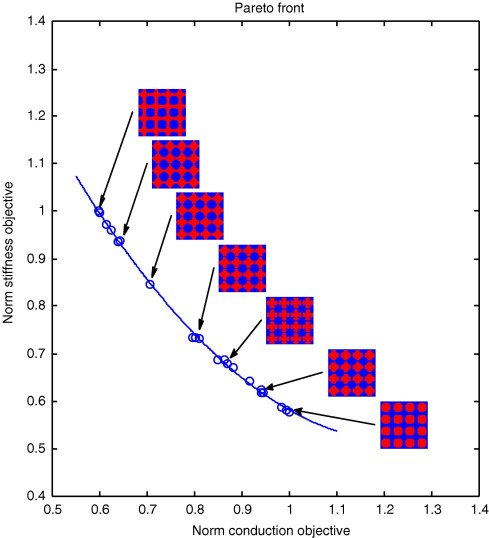 Pareto front
1.4
1.3
1.2
1.1
1
0.9
0.8
0.7
0.6
0.5
0.4
Norm stiffness objective
0.5 0.6 0.7 0.8 0.9 1 1.1 1.2 1.3 1.4
Norm conduction objective